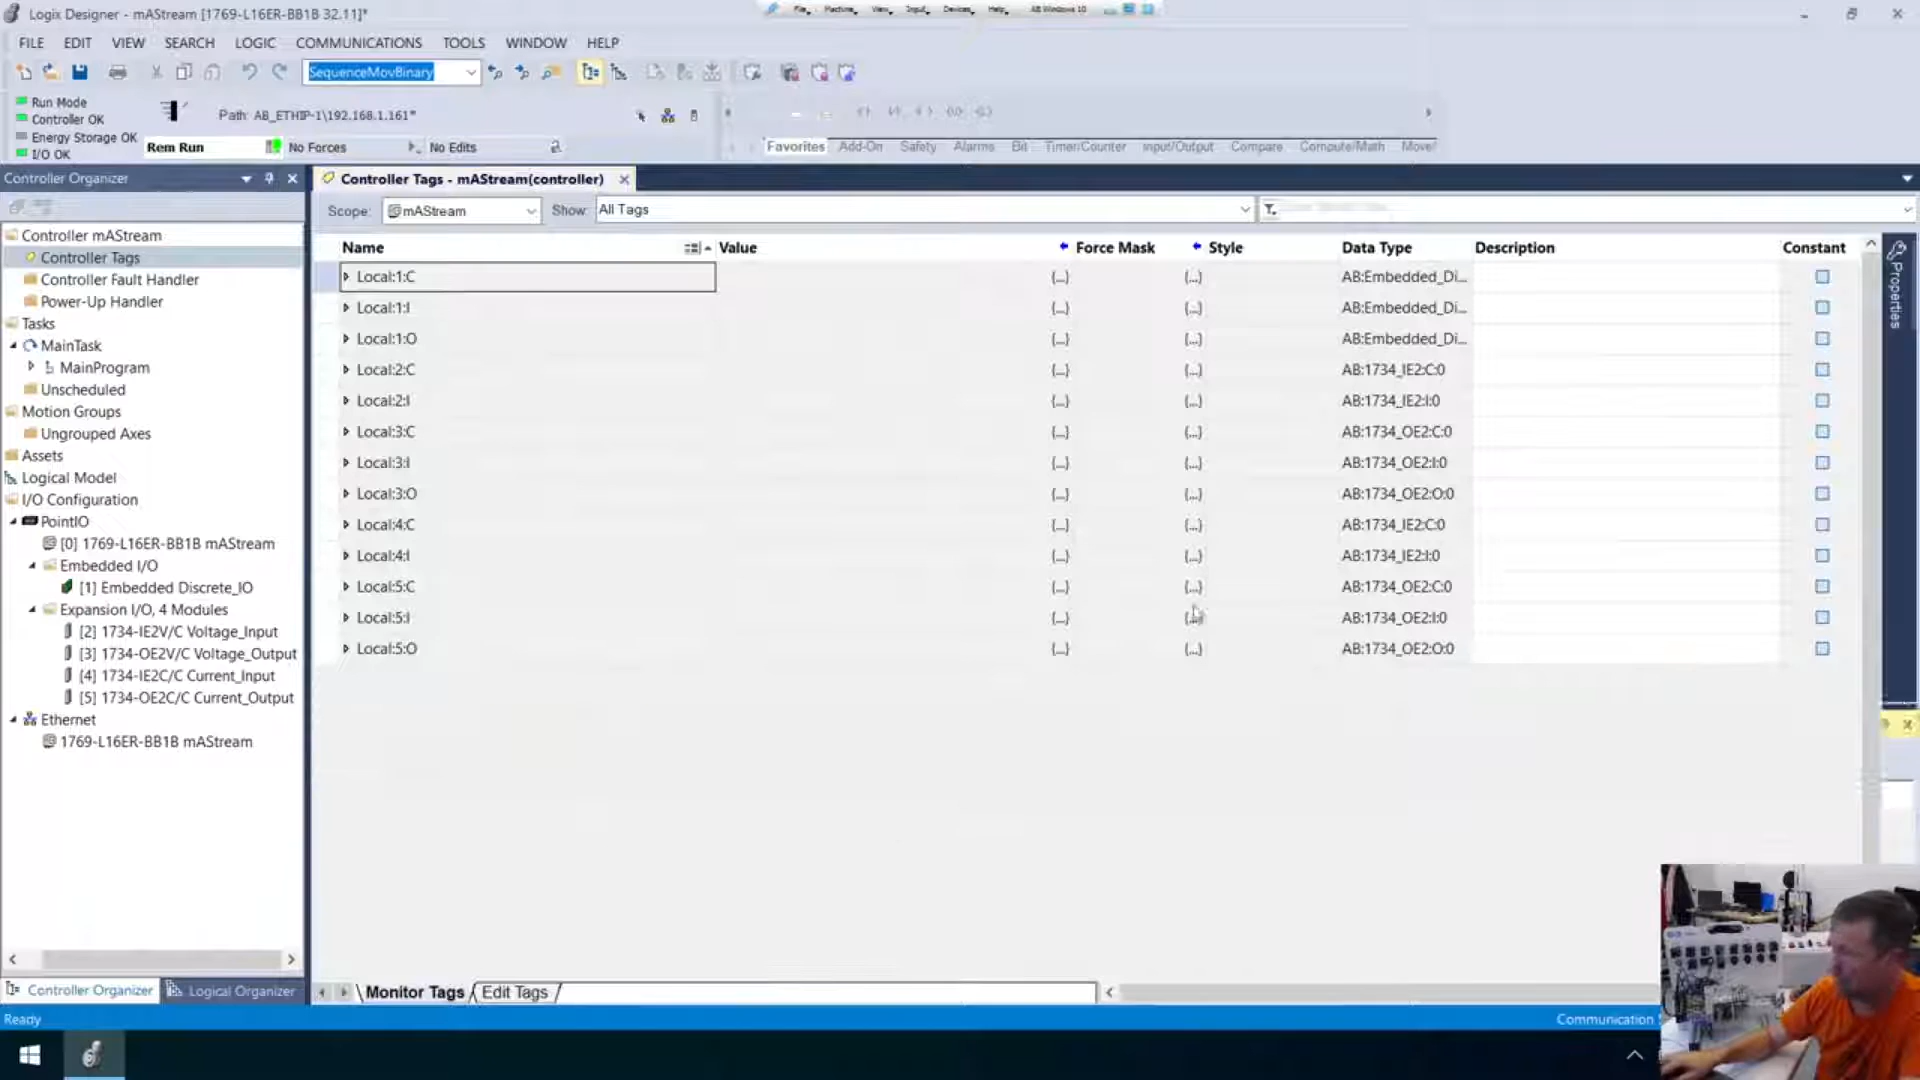 Logix Designer - mAStream [1769-L16ER-BB1B 32.11]*
File, Machine, View, Input, Devices, Help, AB Windows 10
FILE EDIT VIEW SEARCH LOGIC COMMUNICATIONS TOOLS WINDOW HELP
SequenceMovBinary
Run Mode
Controller OK
Energy Storage OK
I/O OK
Path: AB_ETHIP-1\192.168.1.161*
Rem Run No Forces No Edits
Favorites Add-On Safety Alarms Bit Timer/Counter Input/Output Compare Compute/Math Move/
Controller Organizer
Controller mAStream
Controller Tags
Controller Fault Handler
Power-Up Handler
Tasks
MainTask
MainProgram
Unscheduled
Motion Groups
Ungrouped Axes
Assets
Logical Model
I/O Configuration
PointIO
[0] 1769-L16ER-BB1B mAStream
Embedded I/O
[1] Embedded Discrete_IO
Expansion I/O, 4 Modules
[2] 1734-IE2V/C Voltage_Input
[3] 1734-OE2V/C Voltage_Output
[4] 1734-IE2C/C Current_Input
[5] 1734-OE2C/C Current_Output
Ethernet
1769-L16ER-BB1B mAStream
Controller Organizer Logical Organizer
Controller Tags - mAStream(controller)
Scope: mAStream Show: All Tags
Name Value Force Mask Style Data Type Description Constant
Local:1:C {...} {...} AB:Embedded_Di...
Local:1:I {...} {...} AB:Embedded_Di...
Local:1:O {...} {...} AB:Embedded_Di...
Local:2:C {...} {...} AB:1734_IE2:C:0
Local:2:I {...} {...} AB:1734_IE2:I:0
Local:3:C {...} {...} AB:1734_OE2:C:0
Local:3:I {...} {...} AB:1734_OE2:I:0
Local:3:O {...} {...} AB:1734_OE2:O:0
Local:4:C {...} {...} AB:1734_IE2:C:0
Local:4:I {...} {...} AB:1734_IE2:I:0
Local:5:C {...} {...} AB:1734_OE2:C:0
Local:5:I {...} {...} AB:1734_OE2:I:0
Local:5:O {...} {...} AB:1734_OE2:O:0
Properties
Monitor Tags Edit Tags
Ready
Communication